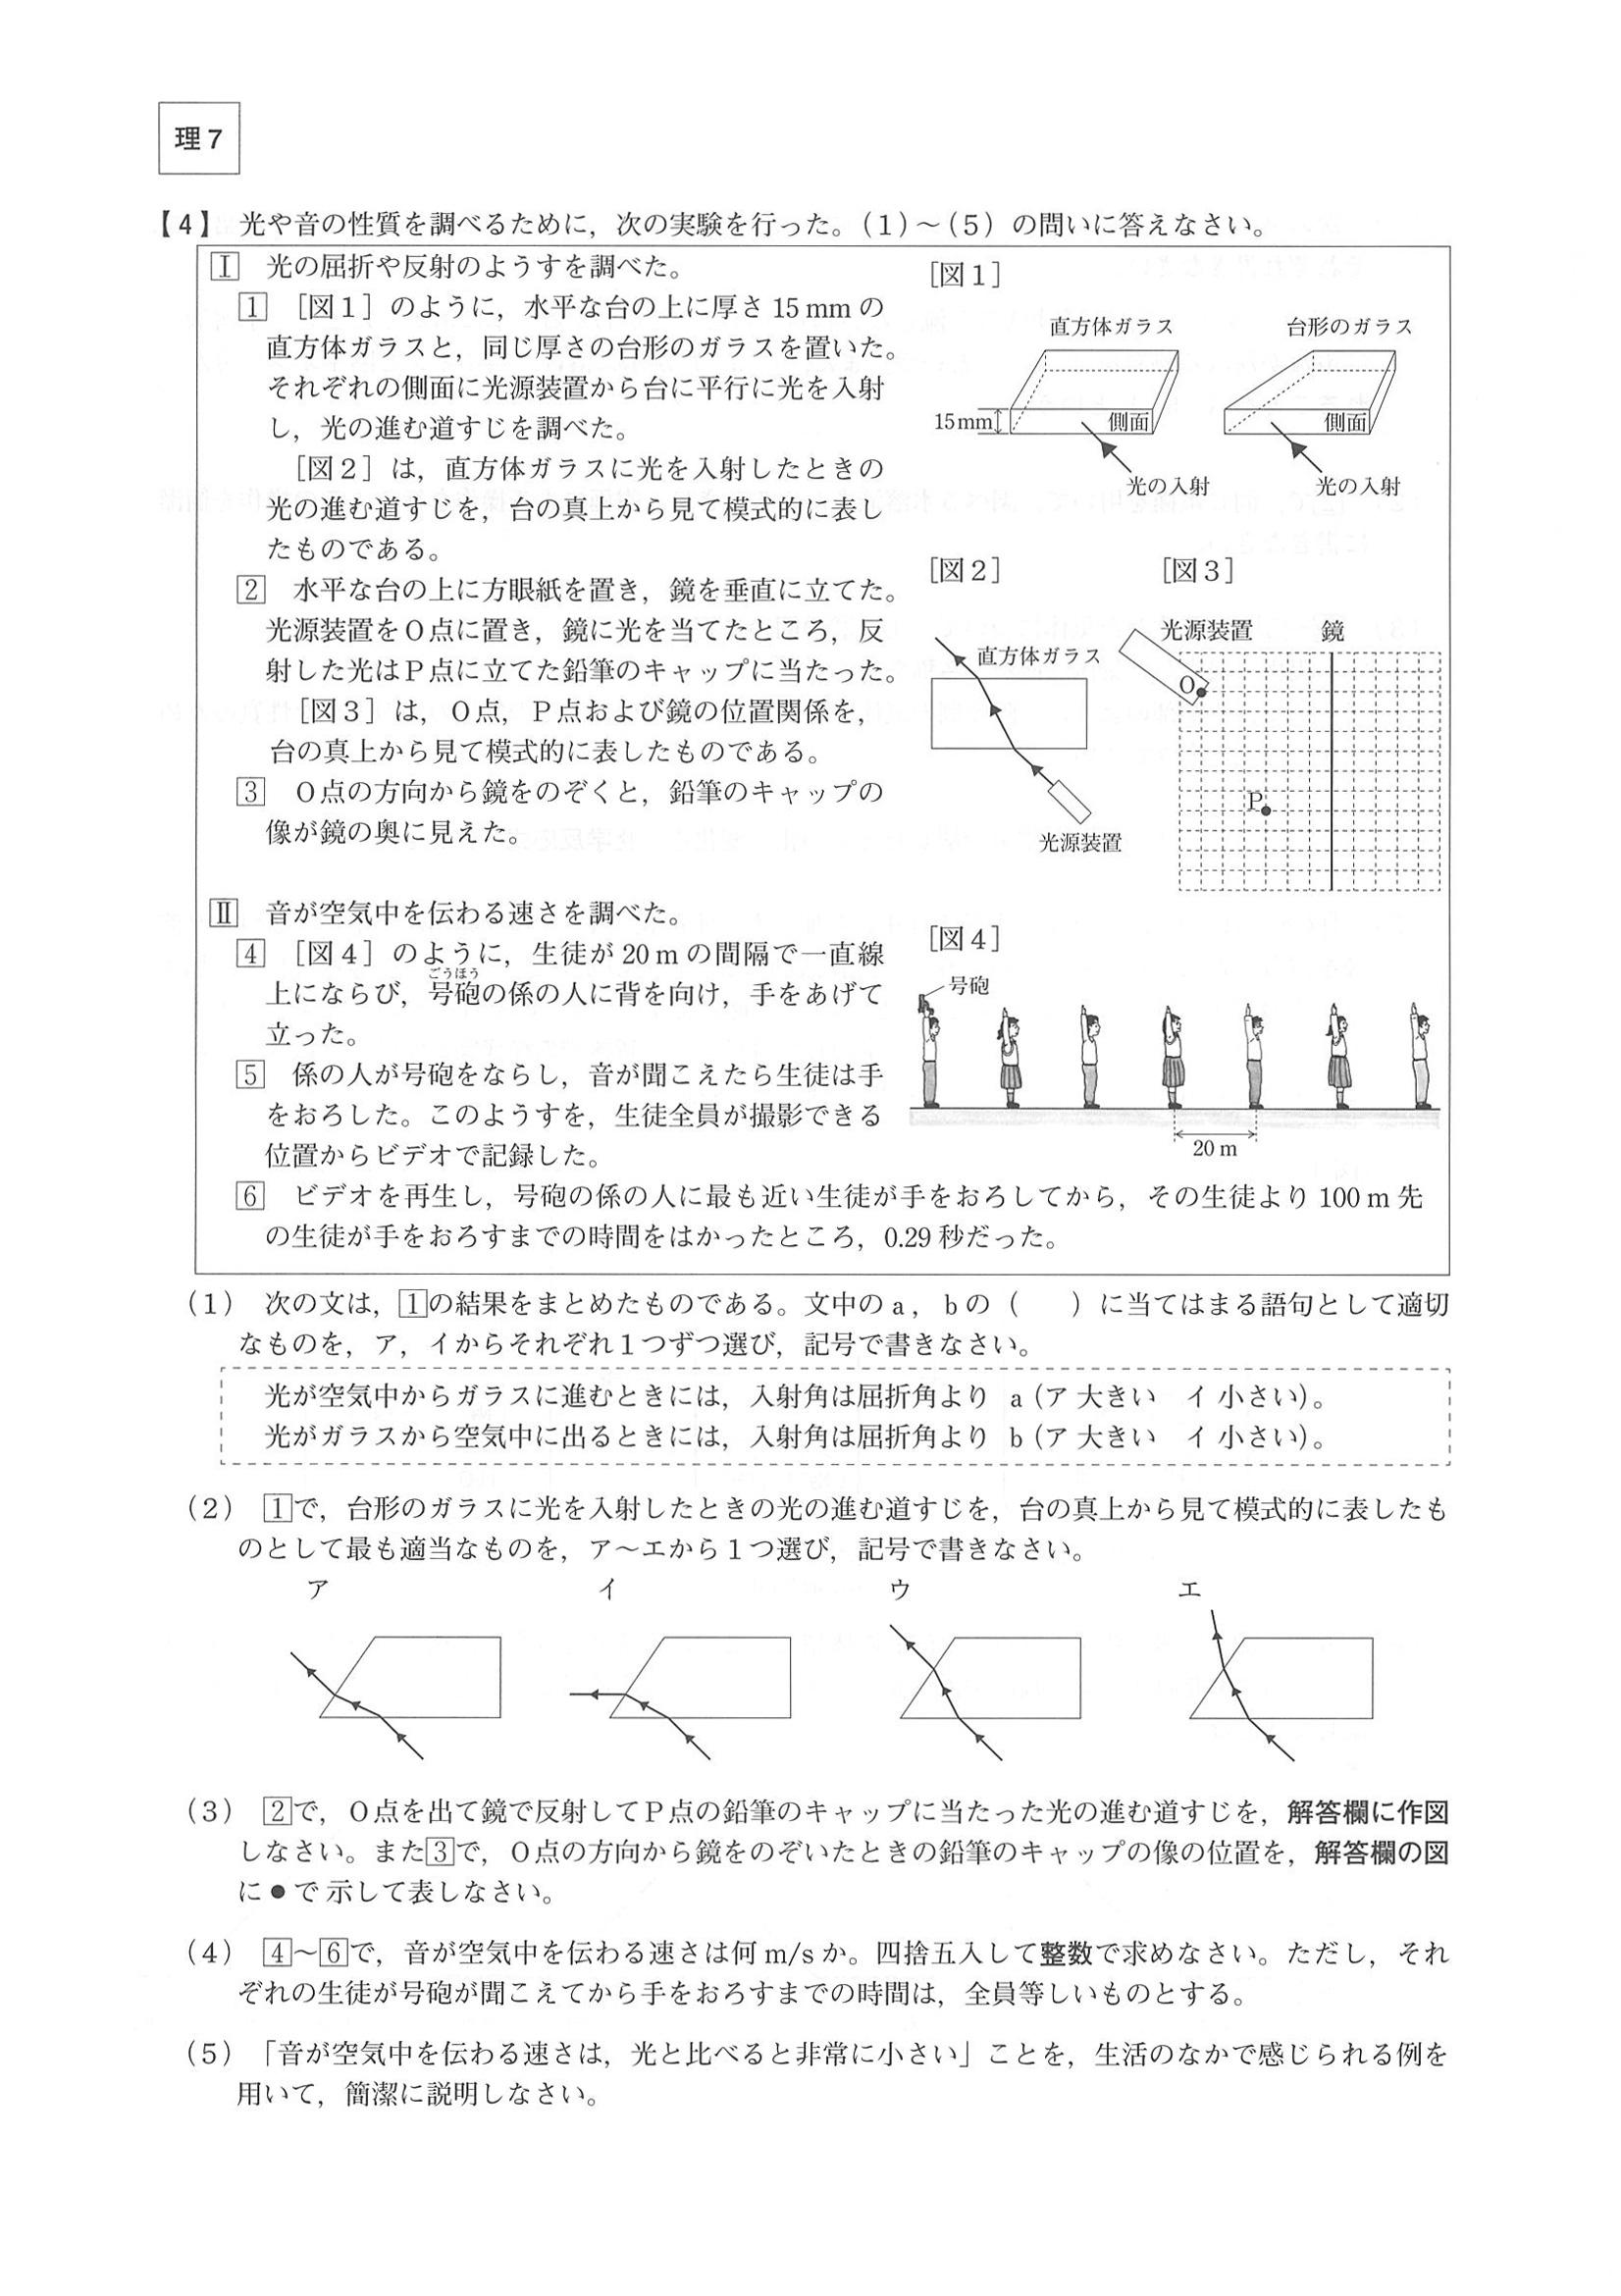 理7
【4】 光や音の性質を調べるために，次の実験を行った。（1）～（5）の問いに答えなさい。
Ⅰ 光の屈折や反射のようすを調べた。
1 ［図1］のように，水平な台の上に厚さ15 mmの
直方体ガラスと，同じ厚さの台形のガラスを置いた。
それぞれの側面に光源装置から台に平行に光を入射
し，光の進む道すじを調べた。
［図2］は，直方体ガラスに光を入射したときの
光の進む道すじを，台の真上から見て模式的に表し
たものである。
2 水平な台の上に方眼紙を置き，鏡を垂直に立てた。
光源装置をO点に置き，鏡に光を当てたところ，反
射した光はP点に立てた鉛筆のキャップに当たった。
［図3］は，O点，P点および鏡の位置関係を，
台の真上から見て模式的に表したものである。
3 O点の方向から鏡をのぞくと，鉛筆のキャップの
像が鏡の奥に見えた。
［図1］
直方体ガラス
台形のガラス
15mm
側面
側面
光の入射
光の入射
［図2］
直方体ガラス
光源装置
［図3］
光源装置
鏡
O
P
Ⅱ 音が空気中を伝わる速さを調べた。
4 ［図4］のように，生徒が20 mの間隔で一直線
ごうほう
上にならび，号砲の係の人に背を向け，手をあげて
立った。
5 係の人が号砲をならし，音が聞こえたら生徒は手
をおろした。このようすを，生徒全員が撮影できる
位置からビデオで記録した。
［図4］
号砲
20 m
6 ビデオを再生し，号砲の係の人に最も近い生徒が手をおろしてから，その生徒より100 m先
の生徒が手をおろすまでの時間をはかったところ，0.29秒だった。
（1） 次の文は，1の結果をまとめたものである。文中のa，bの（　　）に当てはまる語句として適切
なものを，ア，イからそれぞれ1つずつ選び，記号で書きなさい。
光が空気中からガラスに進むときには，入射角は屈折角より a（ア 大きい　イ 小さい）。
光がガラスから空気中に出るときには，入射角は屈折角より b（ア 大きい　イ 小さい）。
（2） 1で，台形のガラスに光を入射したときの光の進む道すじを，台の真上から見て模式的に表したも
のとして最も適当なものを，ア～エから1つ選び，記号で書きなさい。
ア　イ　ウ　エ
（3） 2で，O点を出て鏡で反射してP点の鉛筆のキャップに当たった光の進む道すじを，解答欄に作図
しなさい。また3で，O点の方向から鏡をのぞいたときの鉛筆のキャップの像の位置を，解答欄の図
に●で示して表しなさい。
（4） 4～6で，音が空気中を伝わる速さは何m/sか。四捨五入して整数で求めなさい。ただし，それ
ぞれの生徒が号砲が聞こえてから手をおろすまでの時間は，全員等しいものとする。
（5） 「音が空気中を伝わる速さは，光と比べると非常に小さい」ことを，生活のなかで感じられる例を
用いて，簡潔に説明しなさい。